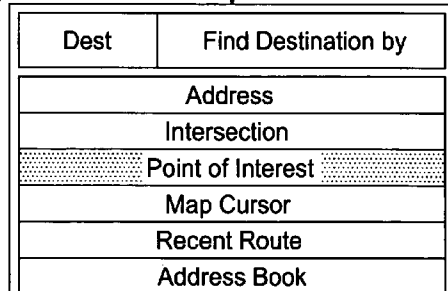 Dest Find Destination by
Address
Intersection
Point of Interest
Map Cursor
Recent Route
Address Book